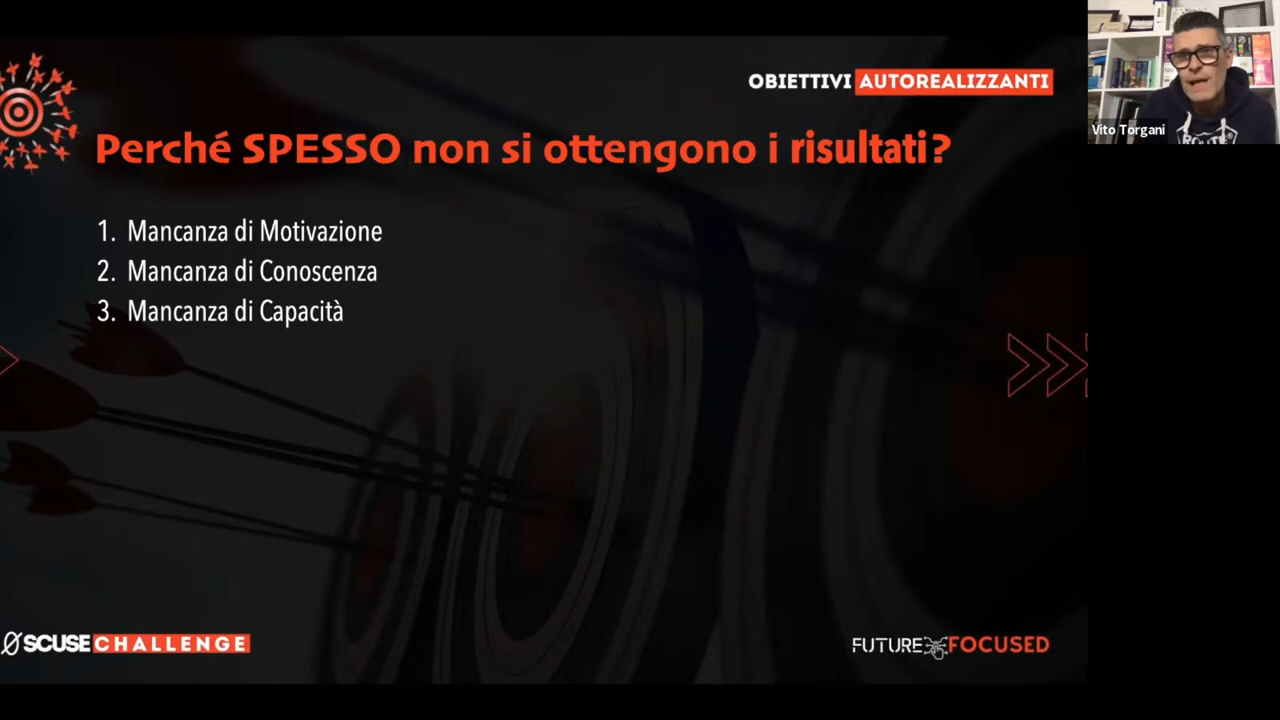 OBIETTIVI AUTOREALIZZANTI
Perché SPESSO non si ottengono i risultati?
1. Mancanza di Motivazione
2. Mancanza di Conoscenza
3. Mancanza di Capacità
ØSCUSE CHALLENGE
FUTURE FOCUSED
Vito Torgani
ROUTE